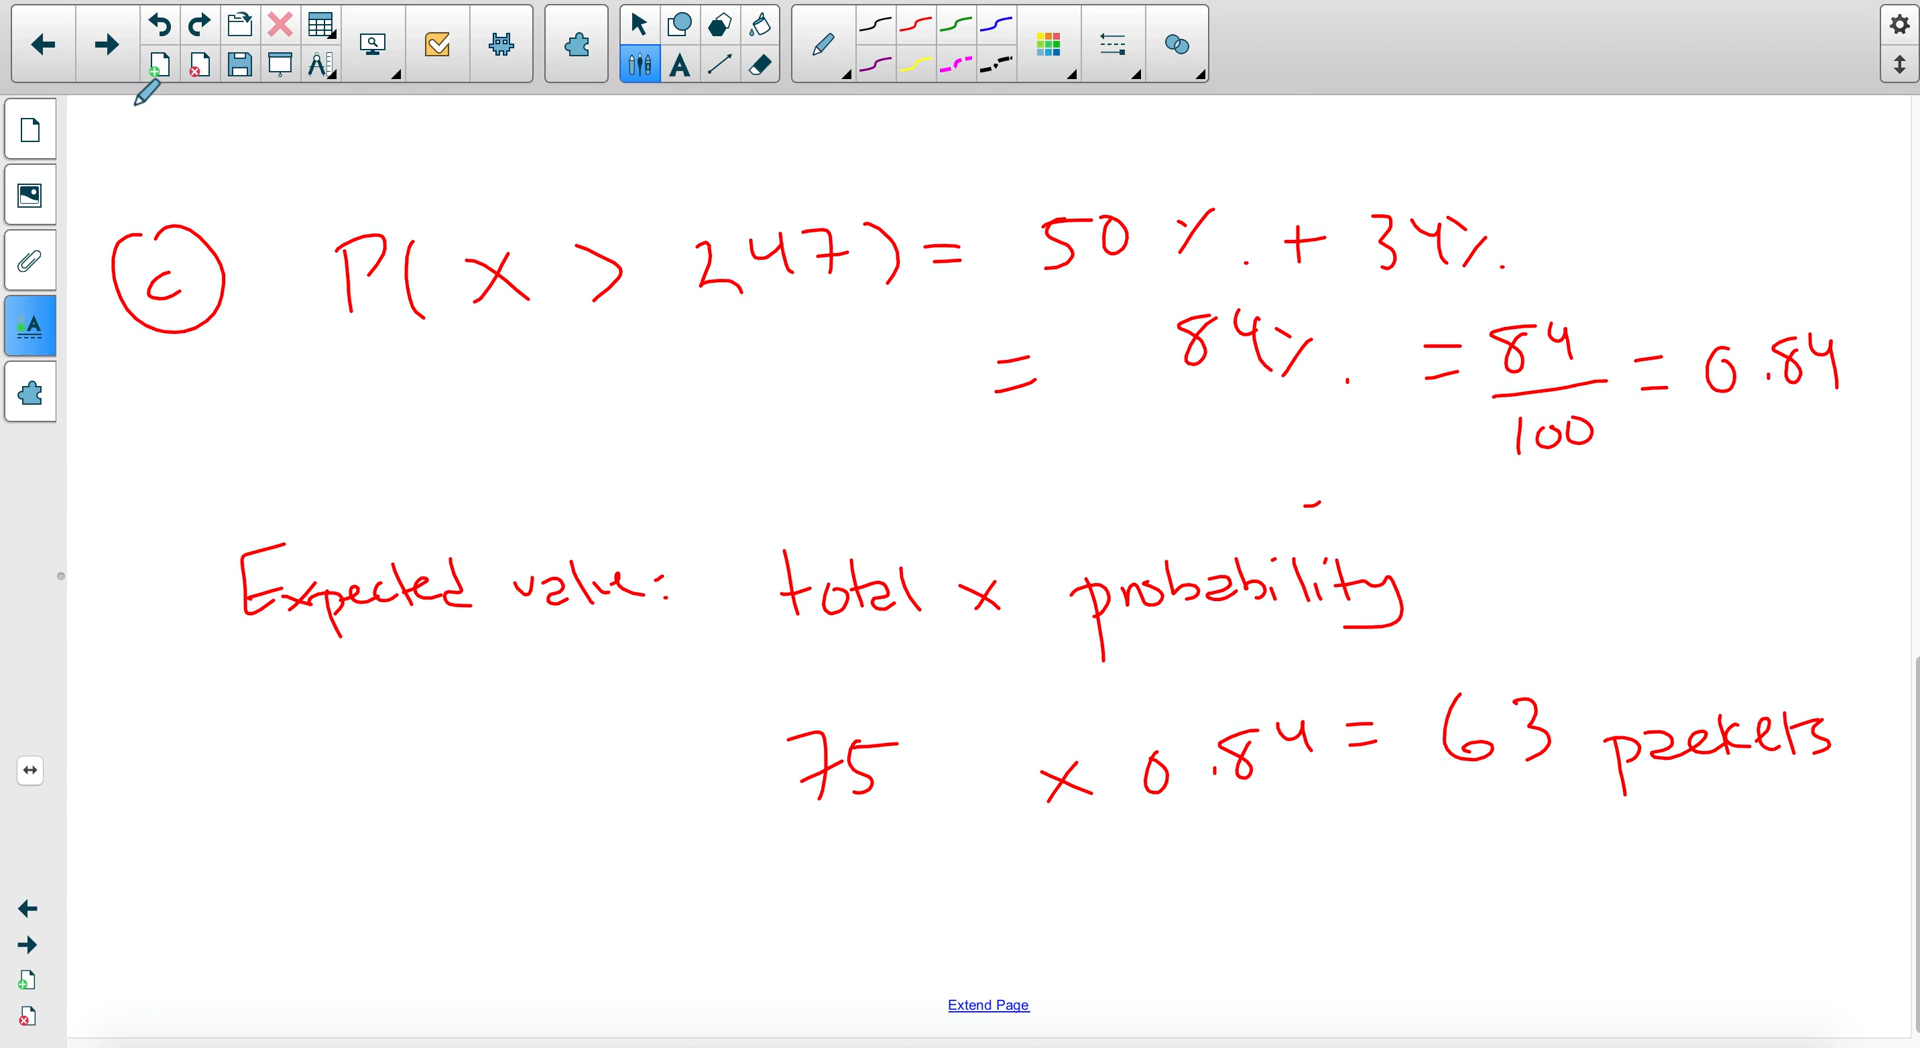 c P(x > 247) = 50 % + 34%
= 84% = 84/100 = 0.84
Expected value: total x probability
75 x 0.84 = 63 packets
Extend Page